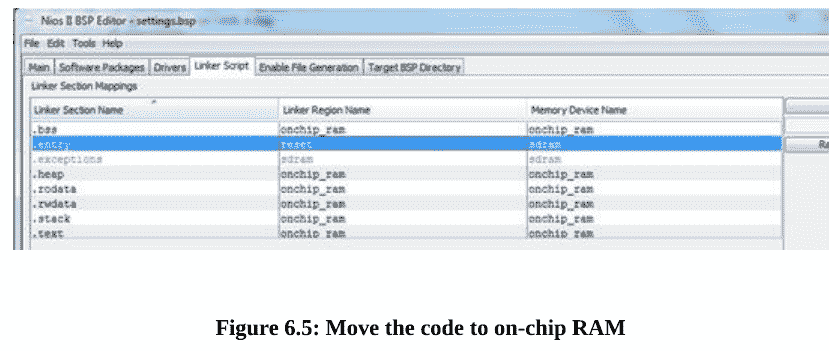 Nios II BSP Editor - settings.bsp
File Edit Tools Help
Main Software Packages Drivers Linker Script Enable File Generation Target BSP Directory
Linker Section Mappings
Linker Section Name Linker Region Name Memory Device Name
.bss onchip_ram onchip_ram
.entry reset sdram
.exceptions sdram sdram
.heap onchip_ram onchip_ram
.rodata onchip_ram onchip_ram
.rwdata onchip_ram onchip_ram
.stack onchip_ram onchip_ram
.text onchip_ram onchip_ram
Figure 6.5: Move the code to on-chip RAM